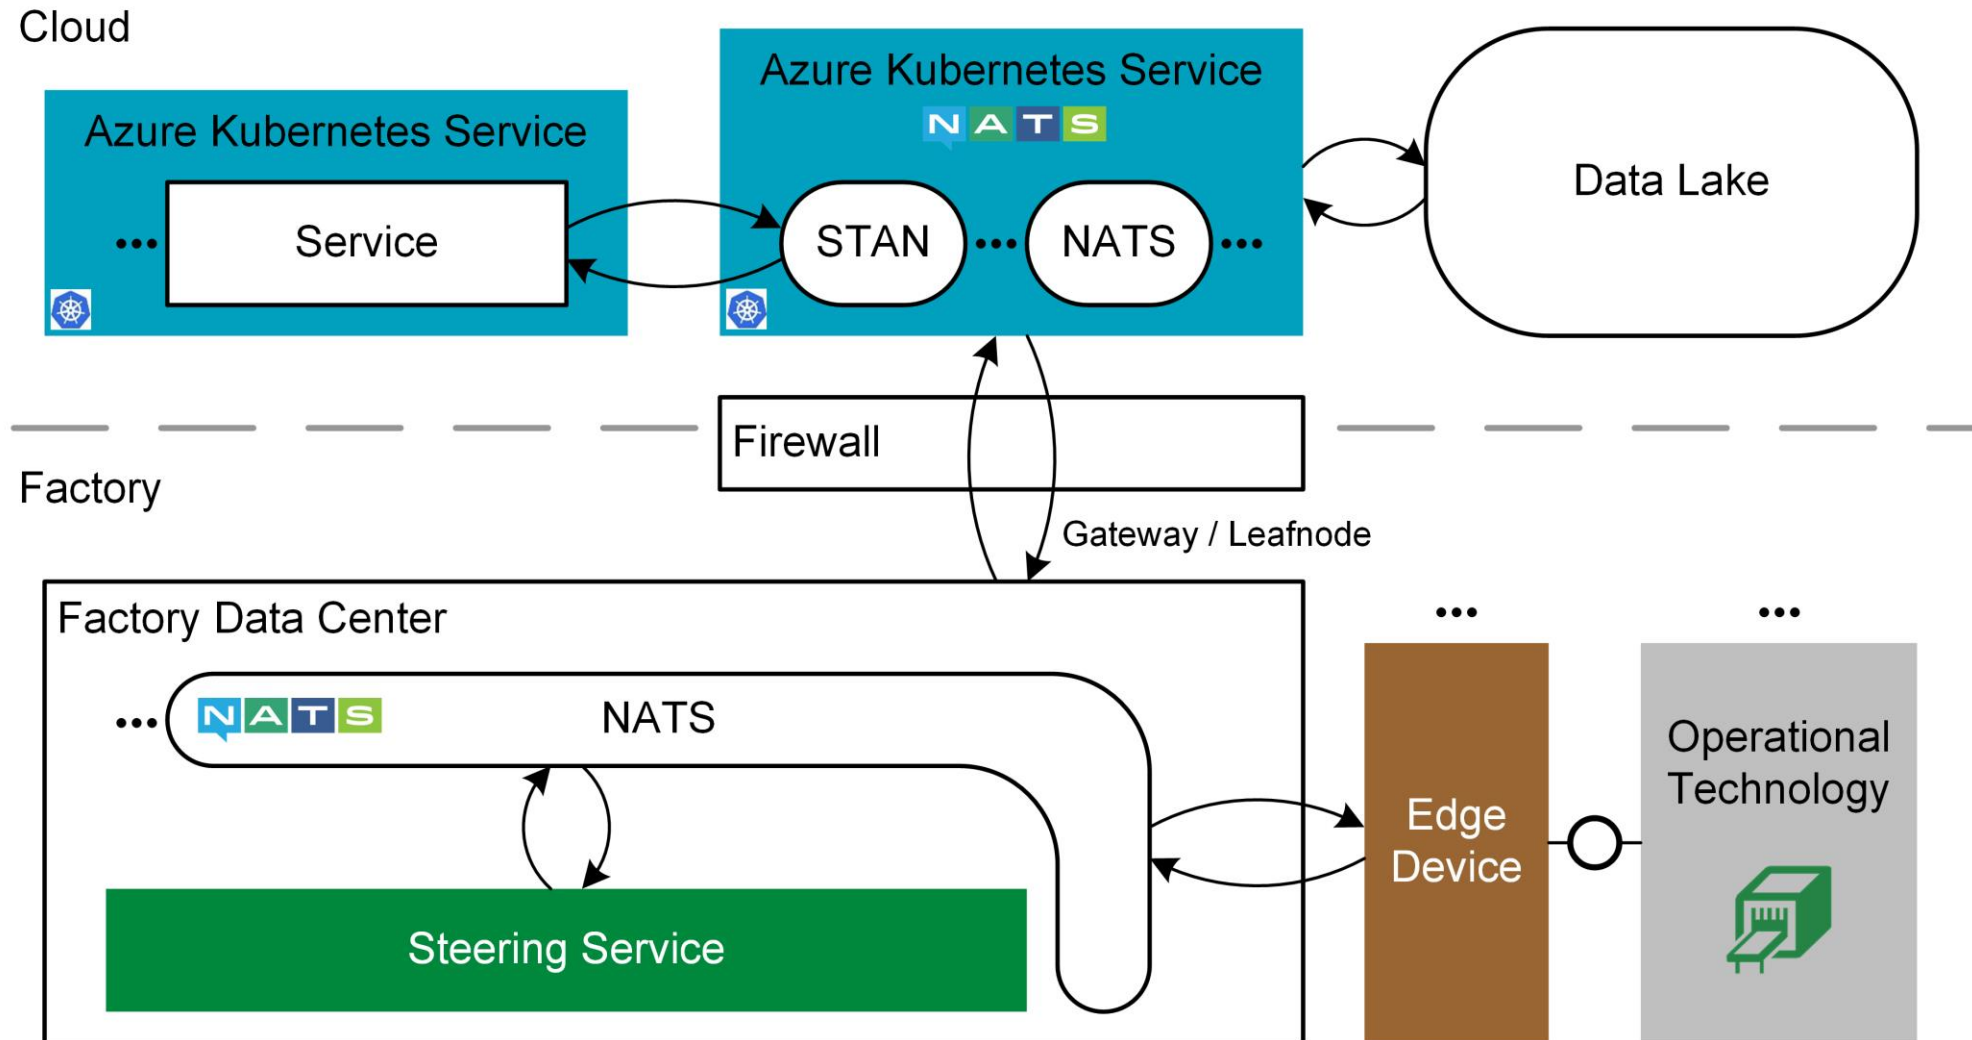 Cloud
Azure Kubernetes Service
Azure Kubernetes Service
NATS
Data Lake
... Service
STAN ... NATS ...
Firewall
Factory
Gateway / Leafnode
Factory Data Center
... NATS NATS
... ...
Operational
Technology
Edge
Device
Steering Service